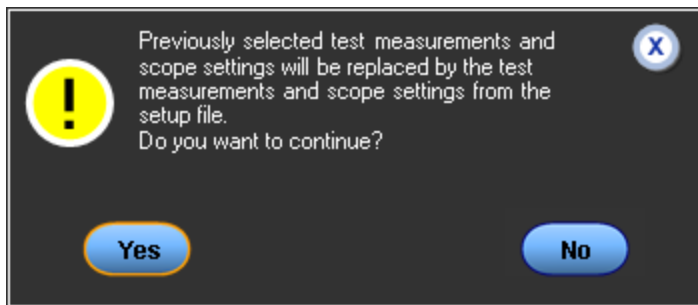 Previously selected test measurements and
scope settings will be replaced by the test
measurements and scope settings from the
setup file.
Do you want to continue?
X
!
Yes
No